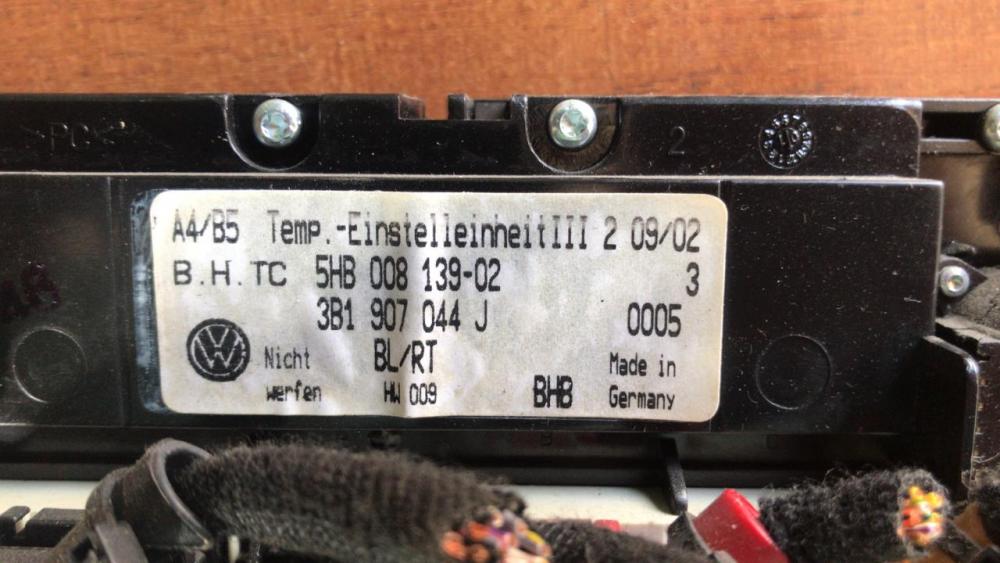 A4/B5 Temp.-EinstelleinheitIII 2 09/02
B.H.TC 5HB 008 139-02 3
3B1 907 044 J 0005
Nicht BL/RT Made in
werfen HW 009 BHB Germany
2